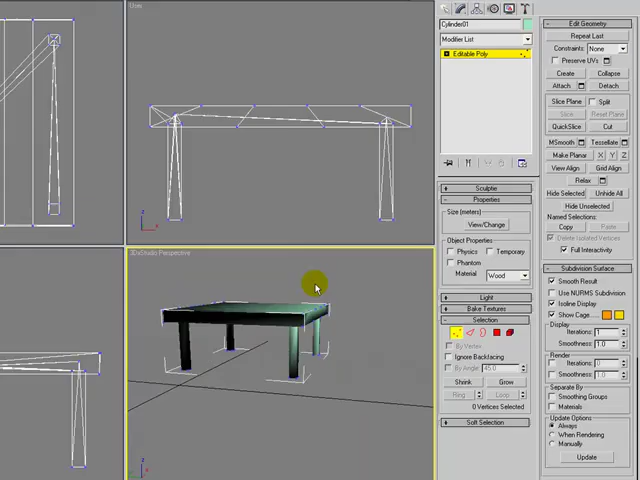 User
3DxStudio Perspective
Cylinder01
Modifier List
Editable Poly
Sculptie
Properties
Size (meters)
View/Change
Object Properties
Physics
Temporary
Phantom
Material
Wood
Light
Bake Textures
Selection
By Vertex
Ignore Backfacing
By Angle: 45.0
Shrink
Grow
Ring
Loop
0 Vertices Selected
Soft Selection
Edit Geometry
Repeat Last
Constraints: None
Preserve UVs
Create
Collapse
Attach
Detach
Slice Plane
Split
Slice
Reset Plane
QuickSlice
Cut
MSmooth
Tessellate
Make Planar
X
Y
Z
View Align
Grid Align
Relax
Hide Selected
Unhide All
Hide Unselected
Named Selections:
Copy
Paste
Delete Isolated Vertices
Full Interactivity
Subdivision Surface
Smooth Result
Use NURMS Subdivision
Isoline Display
Show Cage......
Display
Iterations: 1
Smoothness: 1.0
Render
Iterations: 0
Smoothness: 1.0
Separate By
Smoothing Groups
Materials
Update Options
Always
When Rendering
Manually
Update